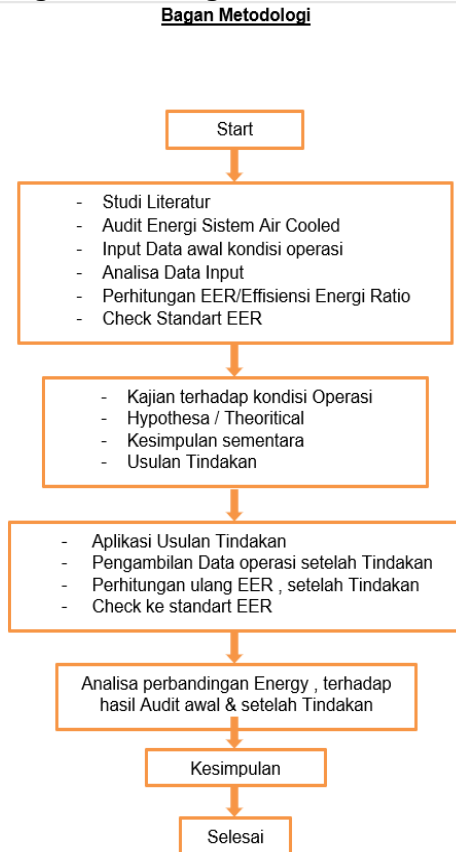 Bagan Metodologi
Start
- Studi Literatur
- Audit Energi Sistem Air Cooled
- Input Data awal kondisi operasi
- Analisa Data Input
- Perhitungan EER/Effisiensi Energi Ratio
- Check Standart EER
- Kajian terhadap kondisi Operasi
- Hypothesa / Theoritical
- Kesimpulan sementara
- Usulan Tindakan
- Aplikasi Usulan Tindakan
- Pengambilan Data operasi setelah Tindakan
- Perhitungan ulang EER , setelah Tindakan
- Check ke standart EER
Analisa perbandingan Energy , terhadap
hasil Audit awal & setelah Tindakan
Kesimpulan
Selesai